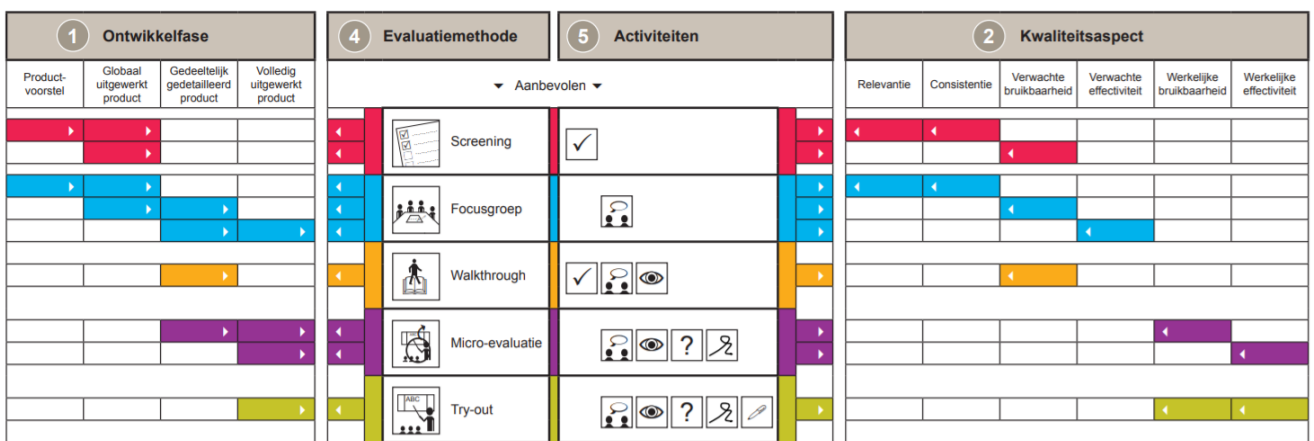 1 Ontwikkelfase
4 Evaluatiemethode
5 Activiteiten
2 Kwaliteitsaspect
Product-
voorstel
Globaal
uitgewerkt
product
Gedeeltelijk
gedetailleerd
product
Volledig
uitgewerkt
product
Aanbevolen
Relevantie
Consistentie
Verwachte
bruikbaarheid
Verwachte
effectiviteit
Werkelijke
bruikbaarheid
Werkelijke
effectiviteit
Screening
Focusgroep
Walkthrough
Micro-evaluatie
?
ABC
Try-out
?